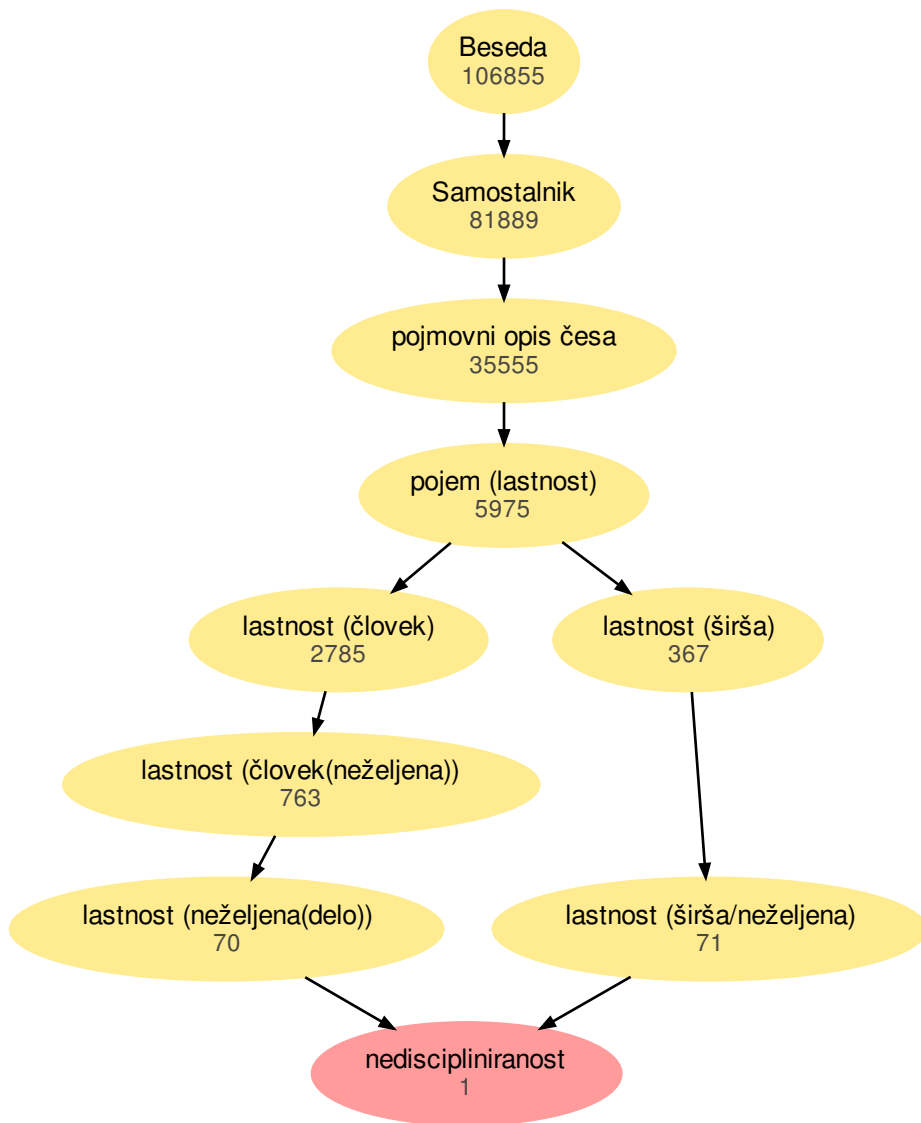 Beseda
106855
Samostalnik
81889
pojmovni opis česa
35555
pojem (lastnost)
5975
lastnost (človek)
2785
lastnost (širša)
367
lastnost (človek(neželjena))
763
lastnost (neželjena(delo))
70
lastnost (širša/neželjena)
71
nediscipliniranost
1